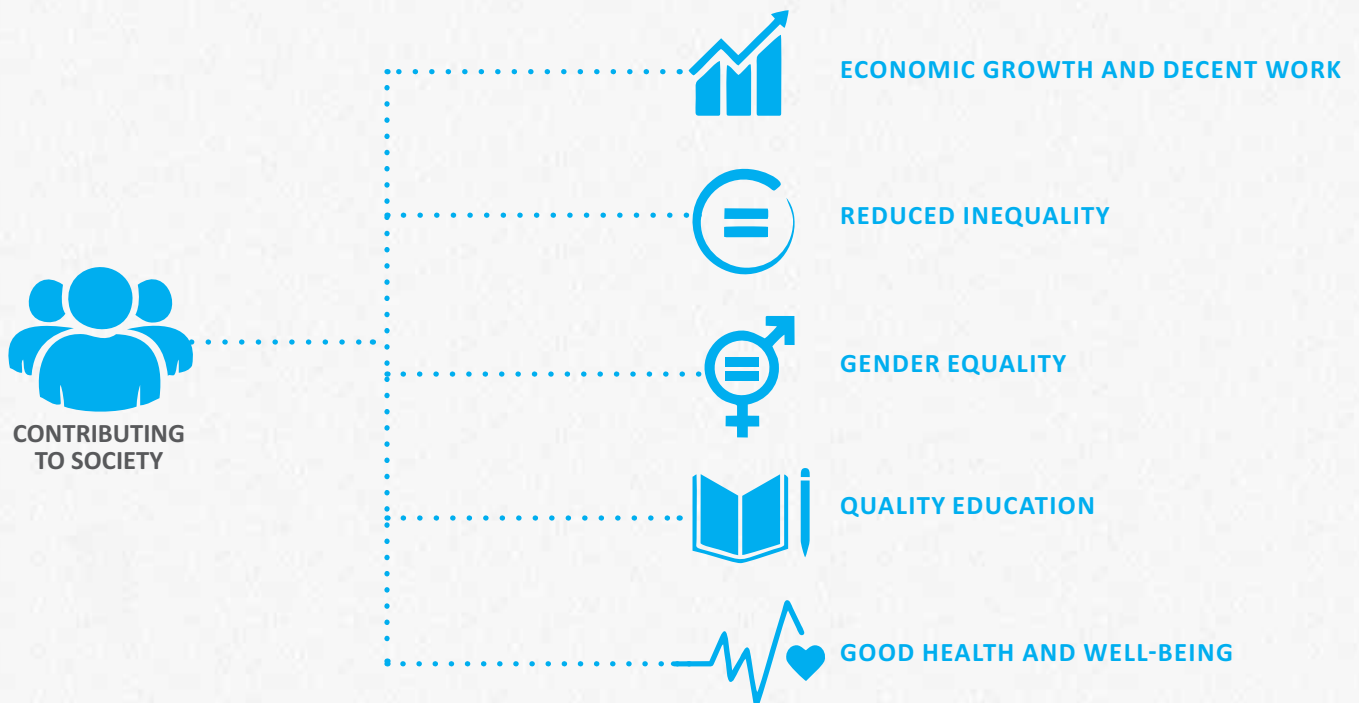 ECONOMIC GROWTH AND DECENT WORK
REDUCED INEQUALITY
GENDER EQUALITY
CONTRIBUTING
TO SOCIETY
QUALITY EDUCATION
GOOD HEALTH AND WELL-BEING